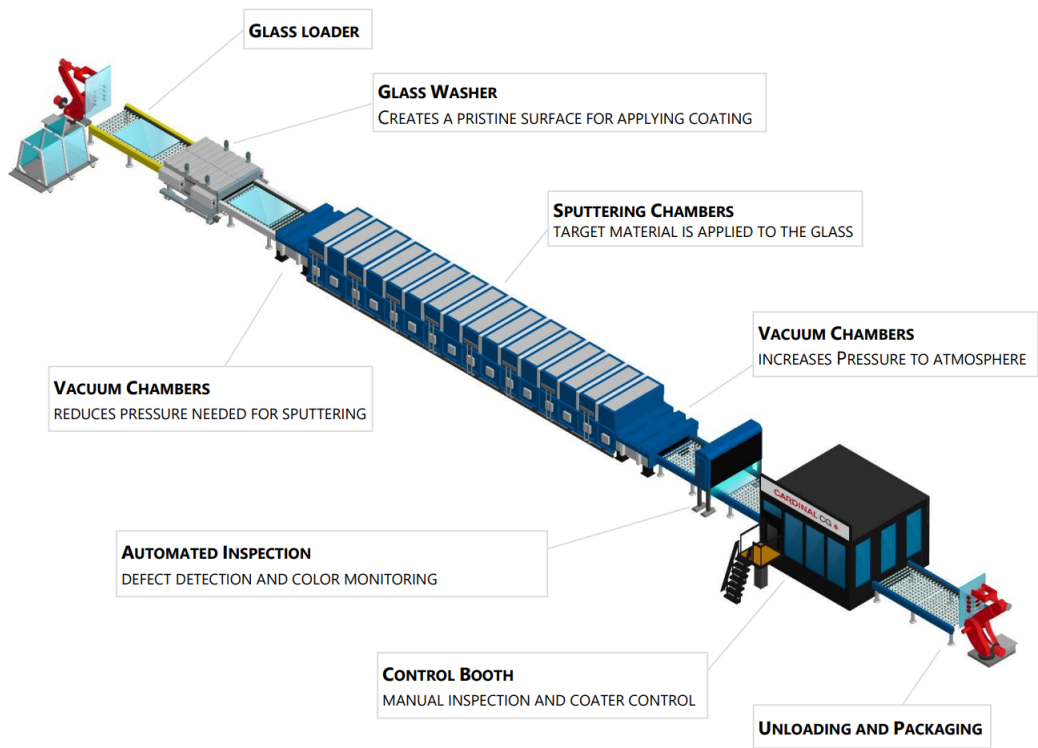 GLASS LOADER
GLASS WASHER
CREATES A PRISTINE SURFACE FOR APPLYING COATING
SPUTTERING CHAMBERS
TARGET MATERIAL IS APPLIED TO THE GLASS
VACUUM CHAMBERS
INCREASES PRESSURE TO ATMOSPHERE
VACUUM CHAMBERS
REDUCES PRESSURE NEEDED FOR SPUTTERING
CARDINAL CG
AUTOMATED INSPECTION
DEFECT DETECTION AND COLOR MONITORING
CONTROL BOOTH
MANUAL INSPECTION AND COATER CONTROL
UNLOADING AND PACKAGING